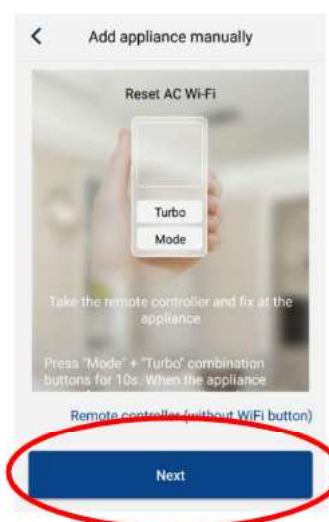 Add appliance manually
Reset AC Wi-Fi
Turbo
Mode
Take the remote controller and fix at the
appliance
Press "Mode" + "Turbo" combination
buttons for 10s. When the appliance
Remote controller (without WiFi button)
Next